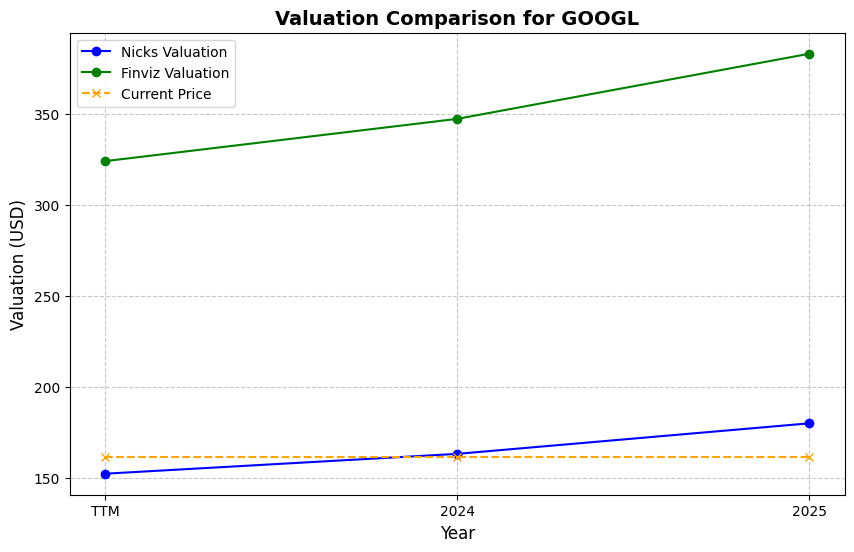 Valuation Comparison for GOOGL
Nicks Valuation
Finviz Valuation
Current Price
Valuation (USD)
350
300
250
200
150
TTM
2024
2025
Year